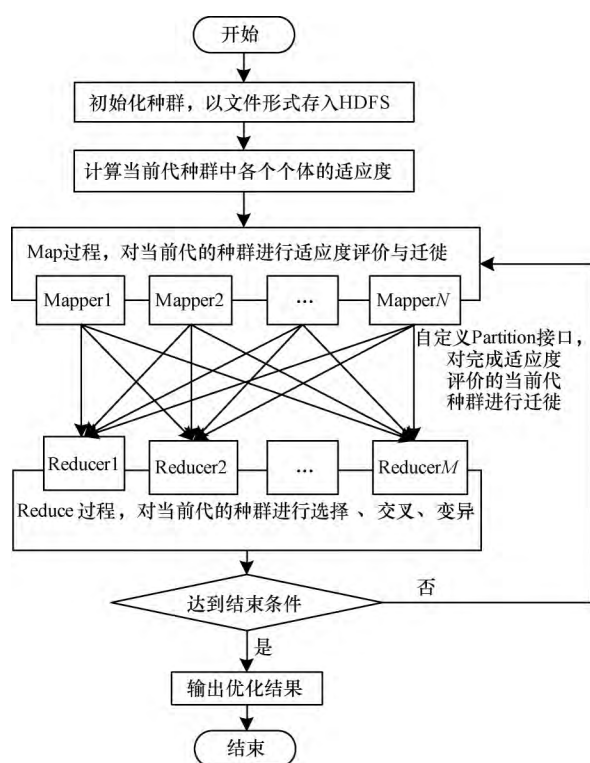 开始
初始化种群，以文件形式存入HDFS
计算当前代种群中各个个体的适应度
Map过程，对当前代的种群进行适应度评价与迁徙
Mapper1
Mapper2
···
MapperN
自定义Partition接口，
对完成适应度
评价的当前代
种群进行迁徙
Reducer1
Reducer2
···
ReducerM
Reduce 过程，对当前代的种群进行选择 、交叉、变异
达到结束条件
否
是
输出优化结果
结束